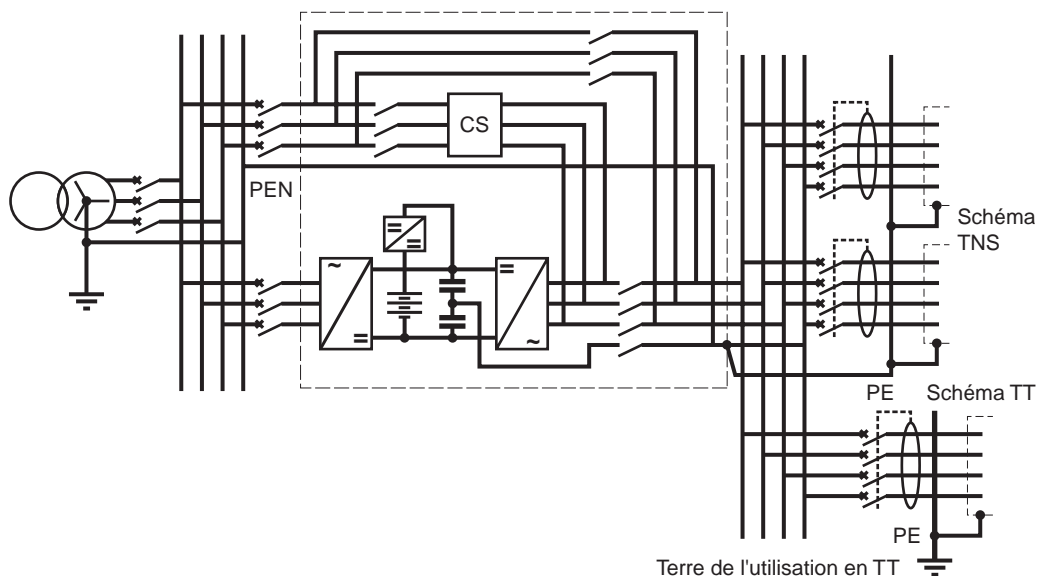 CS
PEN
Schéma
TNS
PE
Schéma TT
PE
Terre de l'utilisation en TT